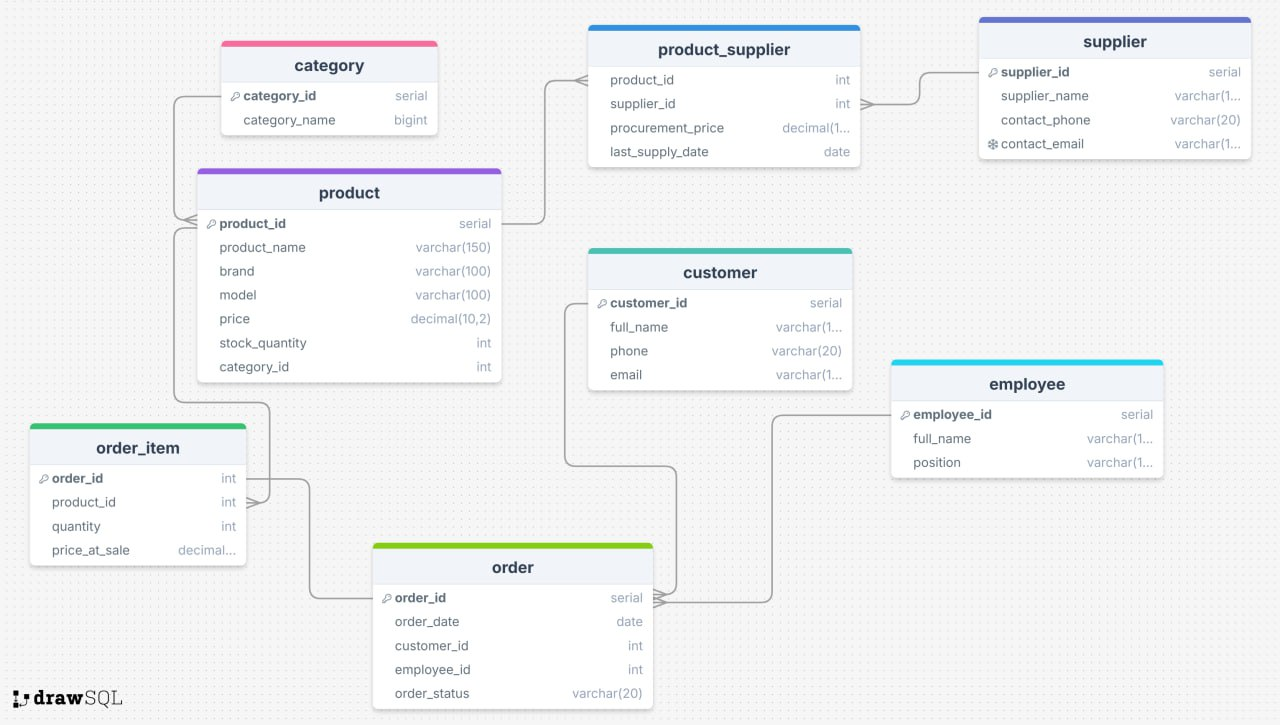 category
category_id serial
category_name bigint
product_supplier
product_id int
supplier_id int
procurement_price decimal(1...
last_supply_date date
supplier
supplier_id serial
supplier_name varchar(1...
contact_phone varchar(20)
contact_email varchar(1...
product
product_id serial
product_name varchar(150)
brand varchar(100)
model varchar(100)
price decimal(10,2)
stock_quantity int
category_id int
customer
customer_id serial
full_name varchar(1...
phone varchar(20)
email varchar(1...
employee
employee_id serial
full_name varchar(1...
position varchar(1...
order_item
order_id int
product_id int
quantity int
price_at_sale decimal...
order
order_id serial
order_date date
customer_id int
employee_id int
order_status varchar(20)
drawSQL